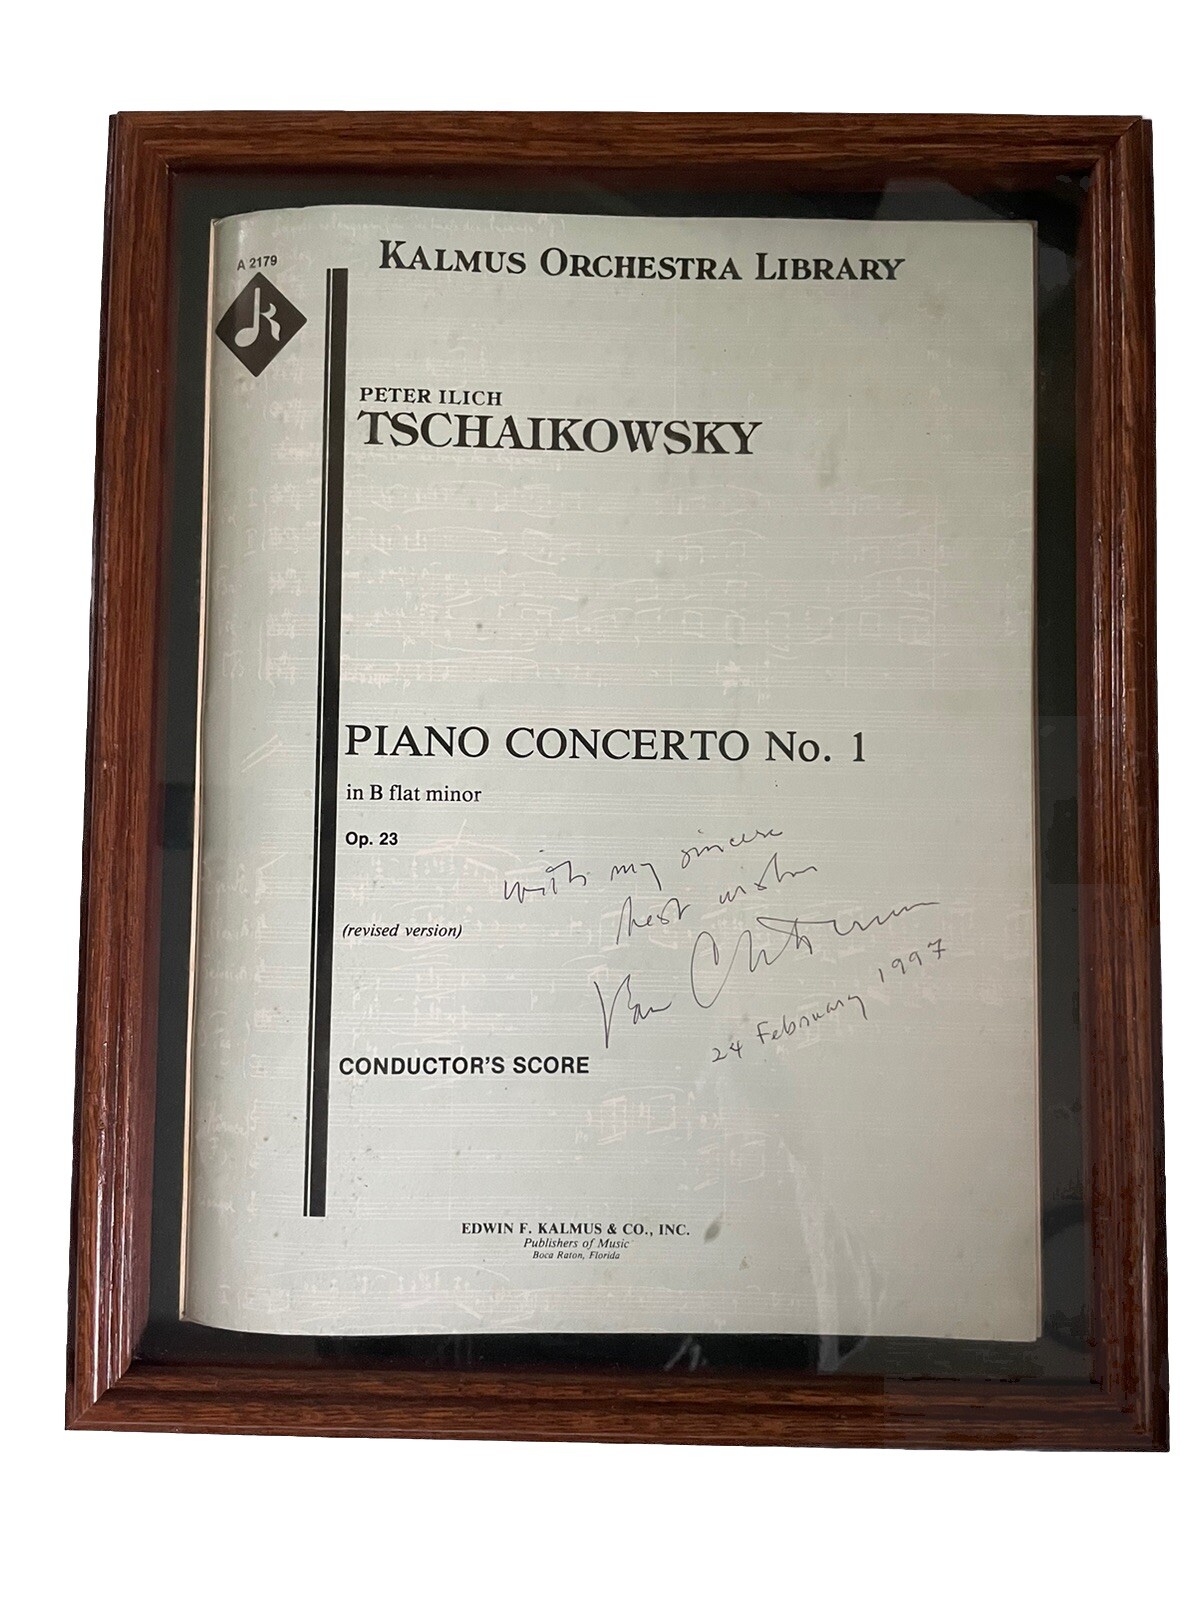 A 2179
KALMUS ORCHESTRA LIBRARY
PETER ILICH
TSCHAIKOWSKY
PIANO CONCERTO No. 1
in B flat minor
Op. 23
with my sincere
best wishes
(revised version)
Van Cliburn
24 February 1997
CONDUCTOR'S SCORE
EDWIN F. KALMUS & CO., INC.
Publishers of Music
Boca Raton, Florida